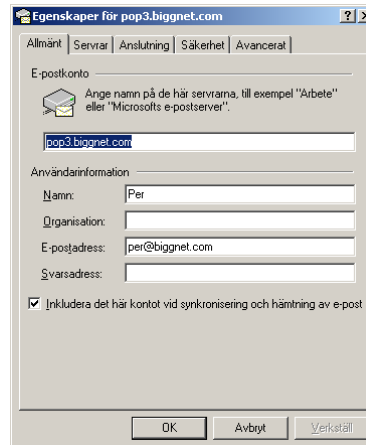 Egenskaper för pop3.biggnet.com
Allmänt Servrar Anslutning Säkerhet Avancerat
E-postkonto
Ange namn på de här servrarna, till exempel "Arbete"
eller "Microsofts e-postserver".
pop3.biggnet.com
Användarinformation
Namn: Per
Organisation:
E-postadress: per@biggnet.com
Svarsadress:
Inkludera det här kontot vid synkronisering och hämtning av e-post
OK Avbryt Verkställ